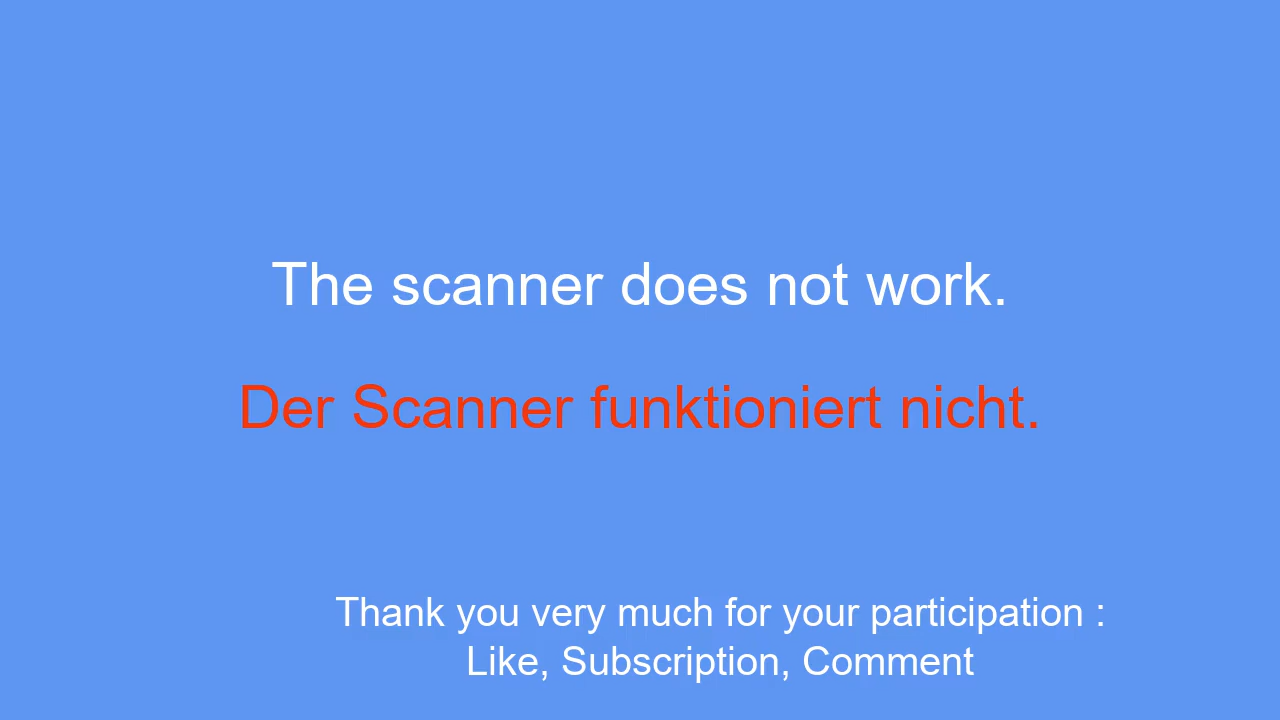 The scanner does not work.
Der Scanner funktioniert nicht.
Thank you very much for your participation :
Like, Subscription, Comment